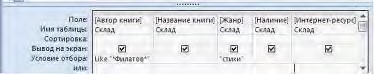 Поле: [Автор книги] [Название книги] [Жанр] [Наличие] [Интернет-ресурс]
Имя таблицы: Склад Склад Склад Склад Склад
Сортировка:
Вывод на экран:
Условие отбора: Like "*Филатов*" "стихи"
или: